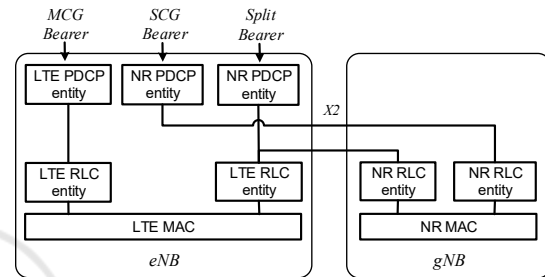 MCG
Bearer
SCG
Bearer
Split
Bearer
LTE PDCP
entity
NR PDCP
entity
NR PDCP
entity
X2
LTE RLC
entity
LTE RLC
entity
NR RLC
entity
NR RLC
entity
LTE MAC
NR MAC
eNB
gNB